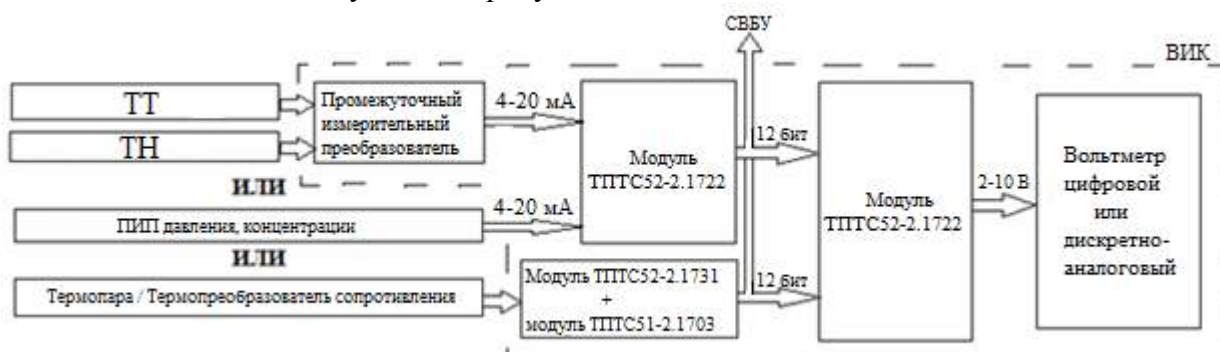 СВБУ
ВИК
ТТ
ТН
Промежуточный
измерительный
преобразователь
4-20 мА
ИЛИ
ПИП давления, концентрации
4-20 мА
ИЛИ
Термопара / Термопреобразователь сопротивления
Модуль
ТПТС52-2.1722
Модуль ТПТС52-2.1731
+
модуль ТПТС51-2.1703
12 бит
12 бит
Модуль
ТПТС52-2.1722
2-10 В
Вольтметр
цифровой
или
дискретно-
аналоговый